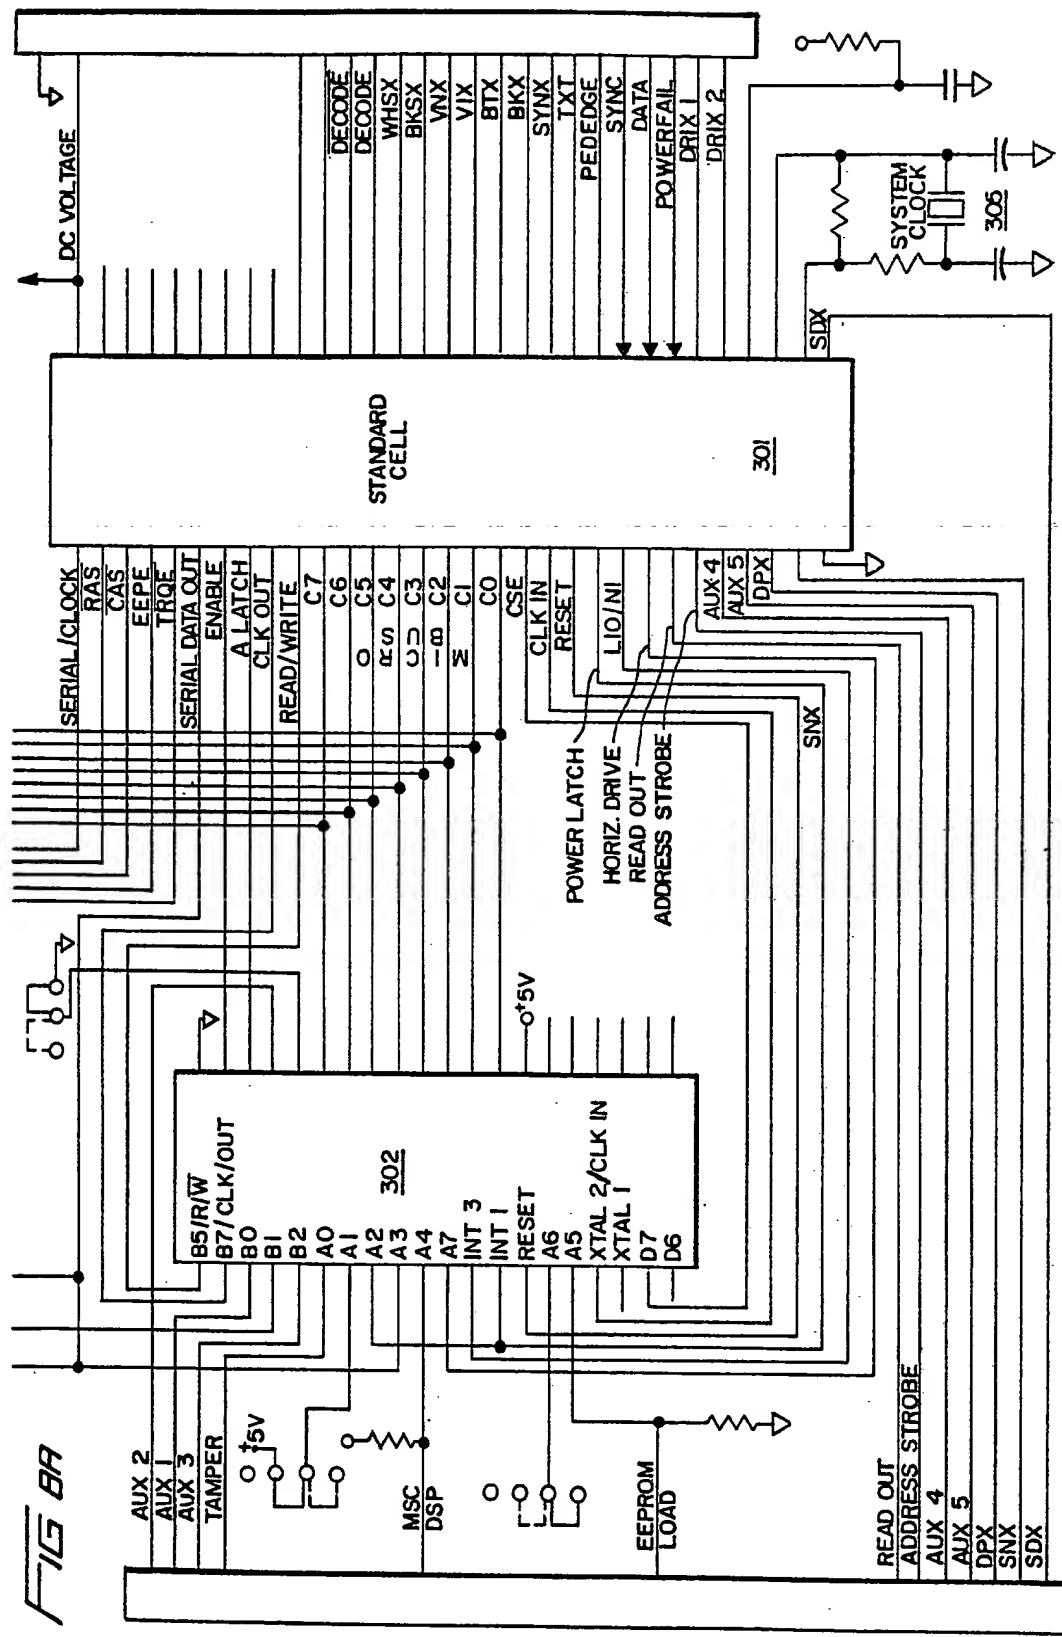 FIG 8A
DC VOLTAGE
DECODE
DECODE
WHSX
BKSX
VNX
VIX
BTX
BKX
SYNX
TXT
PEDEDGE
SYNC
DATA
POWERFAIL
DRIX 1
DRIX 2
SYSTEM
CLOCK
305
SDX
STANDARD
CELL
301
SERIAL/CLOCK
RAS
CAS
EEPE
TRQE
SERIAL DATA OUT
ENABLE
A LATCH
CLK OUT
READ/WRITE
C7
C6
C5
C4
C3
C2
C1
C0
CSE
CLK IN
RESET
LIO/NI
AUX 4
AUX 5
DPX
SNX
POWER LATCH
HORIZ. DRIVE
READ OUT
ADDRESS STROBE
+5V
B5/R/W
B7/CLK/OUT
B0
B1
B2
A0
A1
A2
A3
A4
A7
INT 3
INT 1
RESET
A6
A5
XTAL 2/CLK IN
XTAL 1
D7
D6
302
AUX 2
AUX 1
AUX 3
TAMPER
+5V
MSC
DSP
EEPROM
LOAD
READ OUT
ADDRESS STROBE
AUX 4
AUX 5
DPX
SNX
SDX